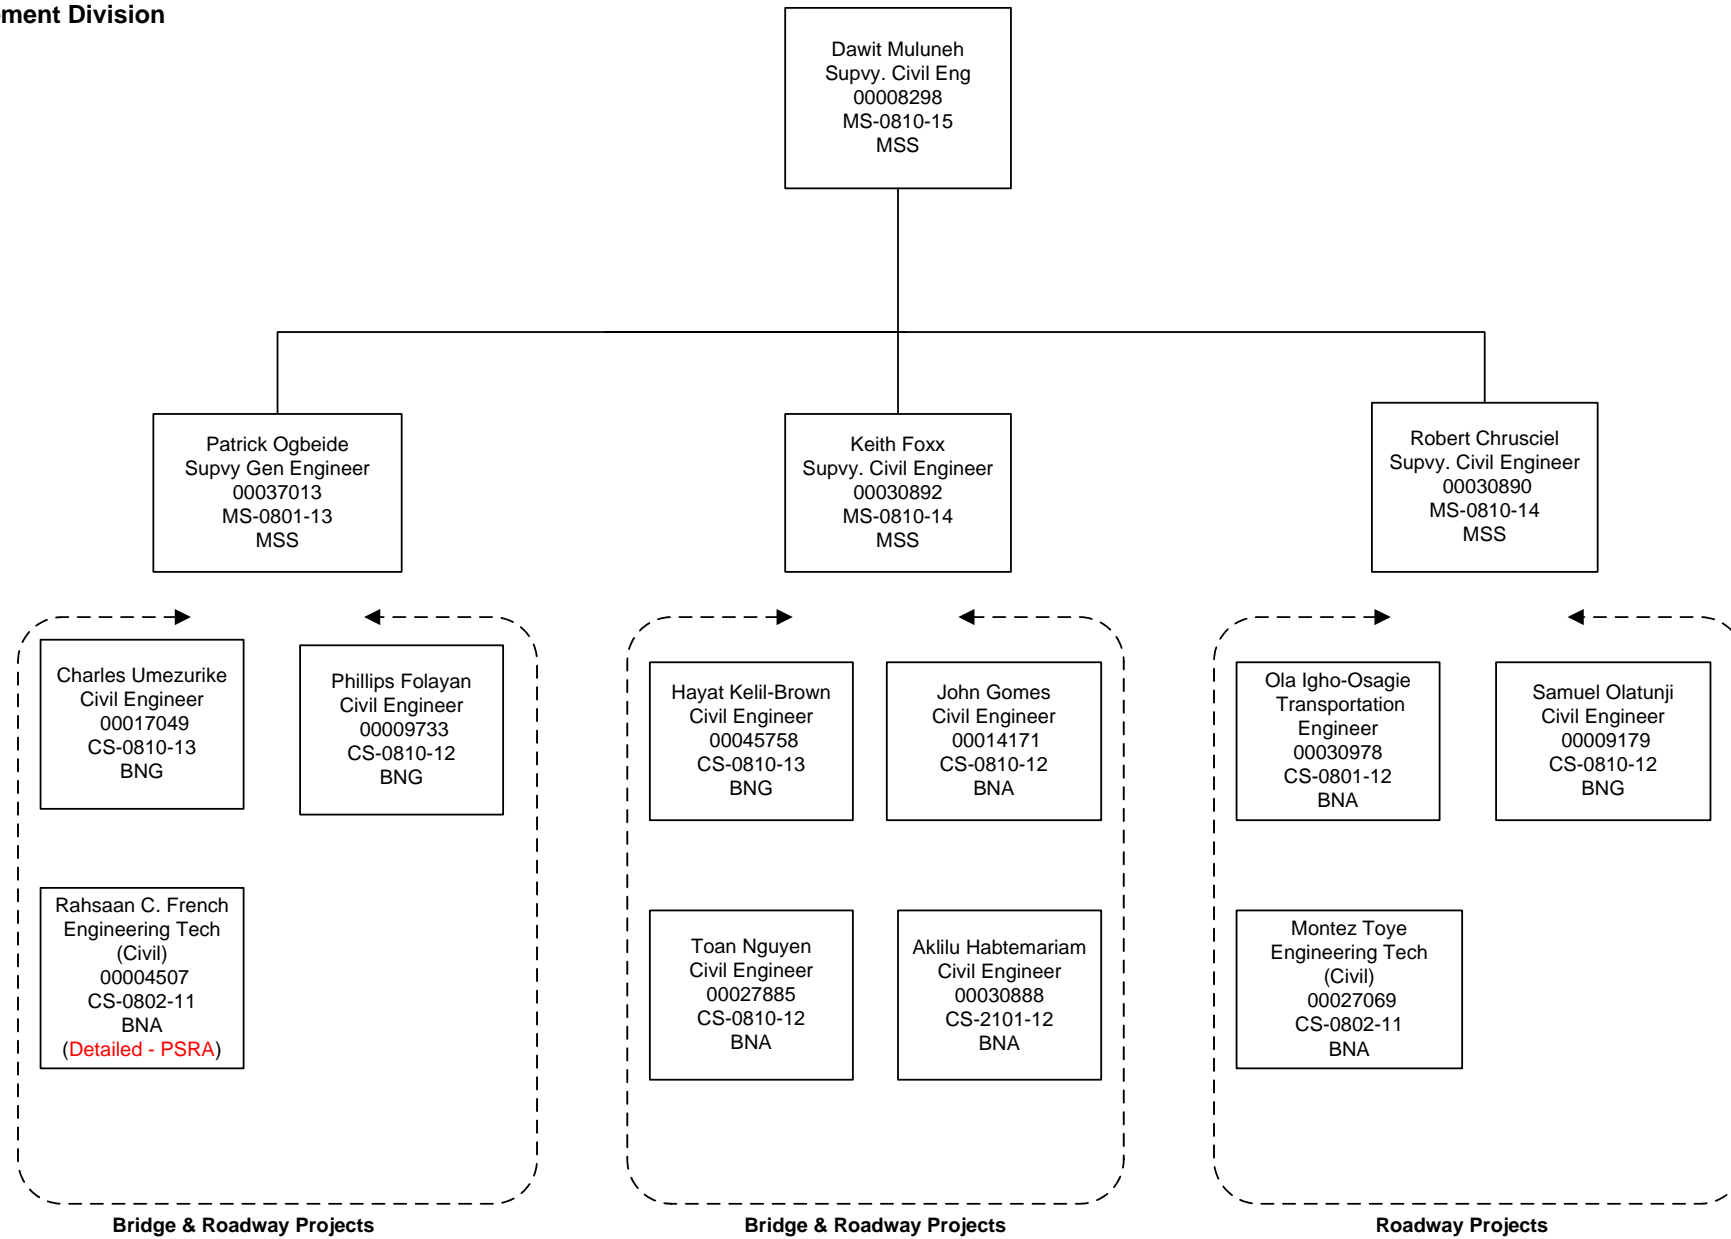 ment Division
Dawit Muluneh
Supvy. Civil Eng
00008298
MS-0810-15
MSS
Patrick Ogbeide
Supvy Gen Engineer
00037013
MS-0801-13
MSS
Keith Foxx
Supvy. Civil Engineer
00030892
MS-0810-14
MSS
Robert Chrusciel
Supvy. Civil Engineer
00030890
MS-0810-14
MSS
Charles Umezurike
Civil Engineer
00017049
CS-0810-13
BNG
Phillips Folayan
Civil Engineer
00009733
CS-0810-12
BNG
Rahsaan C. French
Engineering Tech
(Civil)
00004507
CS-0802-11
BNA
(Detailed - PSRA)
Bridge & Roadway Projects
Hayat Kelil-Brown
Civil Engineer
00045758
CS-0810-13
BNG
John Gomes
Civil Engineer
00014171
CS-0810-12
BNA
Toan Nguyen
Civil Engineer
00027885
CS-0810-12
BNA
Aklilu Habtemariam
Civil Engineer
00030888
CS-2101-12
BNA
Bridge & Roadway Projects
Ola Igho-Osagie
Transportation
Engineer
00030978
CS-0801-12
BNA
Samuel Olatunji
Civil Engineer
00009179
CS-0810-12
BNG
Montez Toye
Engineering Tech
(Civil)
00027069
CS-0802-11
BNA
Roadway Projects